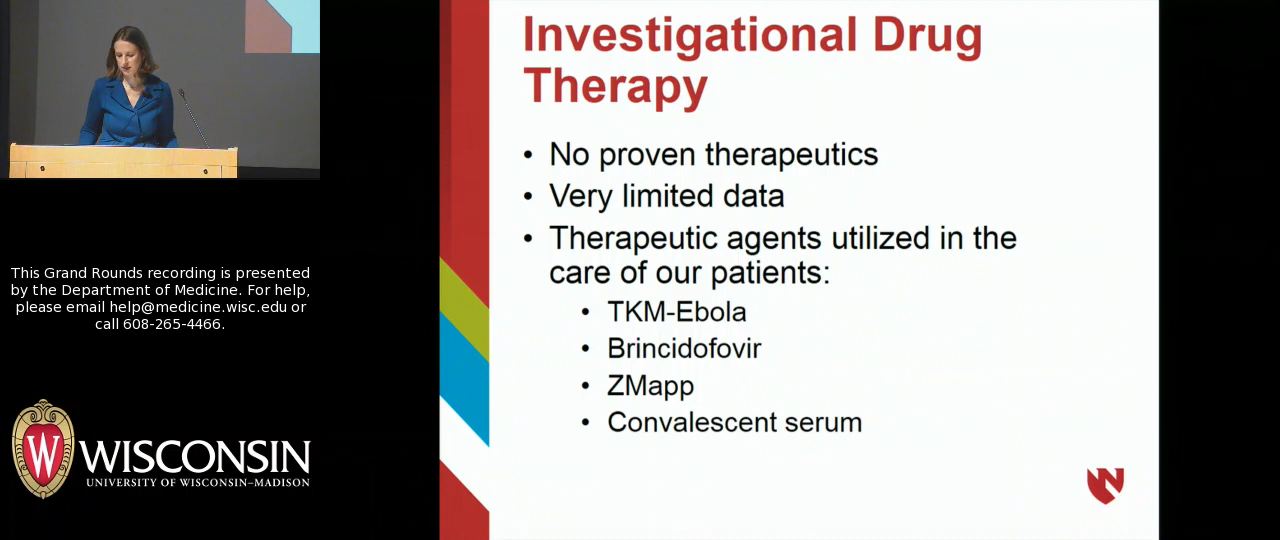 Investigational Drug
Therapy
• No proven therapeutics
• Very limited data
• Therapeutic agents utilized in the
care of our patients:
• TKM-Ebola
• Brincidofovir
• ZMapp
• Convalescent serum
This Grand Rounds recording is presented
by the Department of Medicine. For help,
please email help@medicine.wisc.edu or
call 608-265-4466.
W
WISCONSIN
UNIVERSITY OF WISCONSIN–MADISON
N